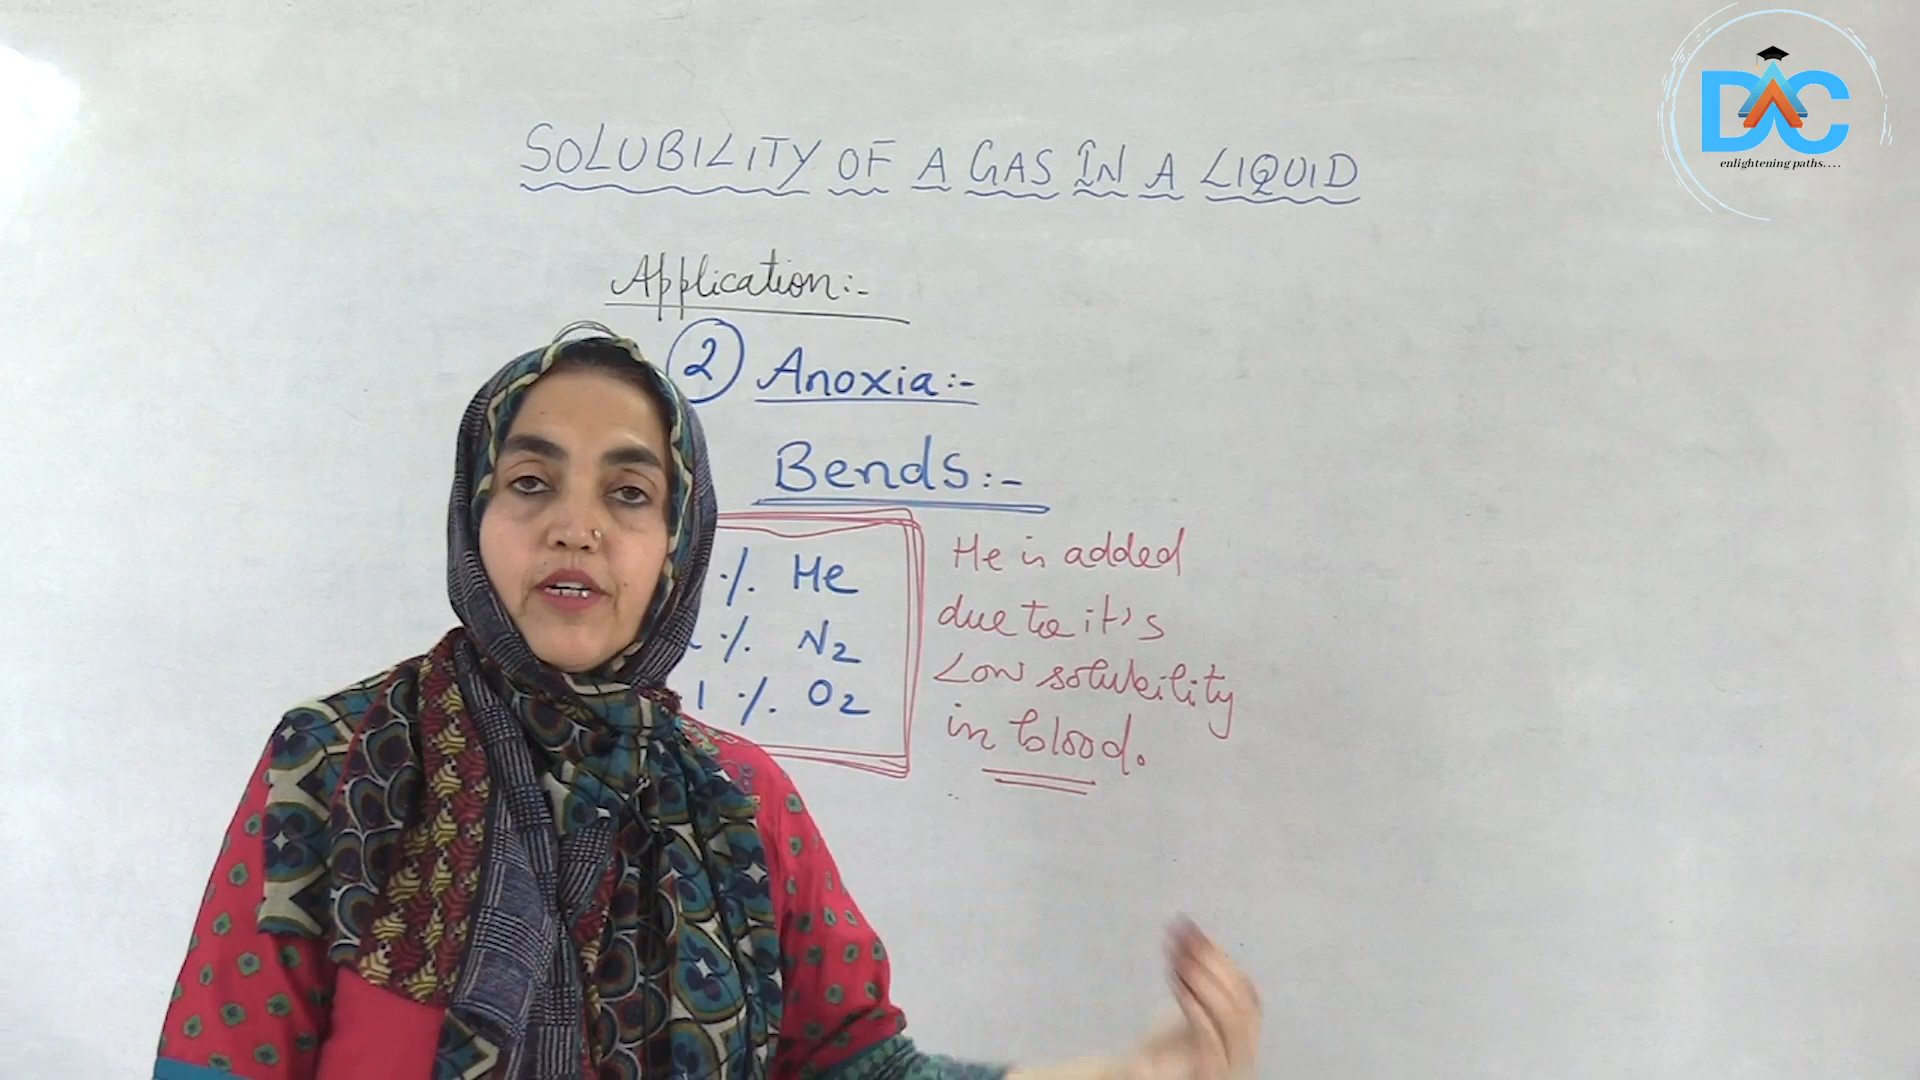 DAC
enlightening paths....
SOLUBILITY OF A GAS IN A LIQUID
Application:-
2 Anoxia:-
Bends:-
% He
% N2
1 % O2
He is added
due to it's
Low solubility
in blood.